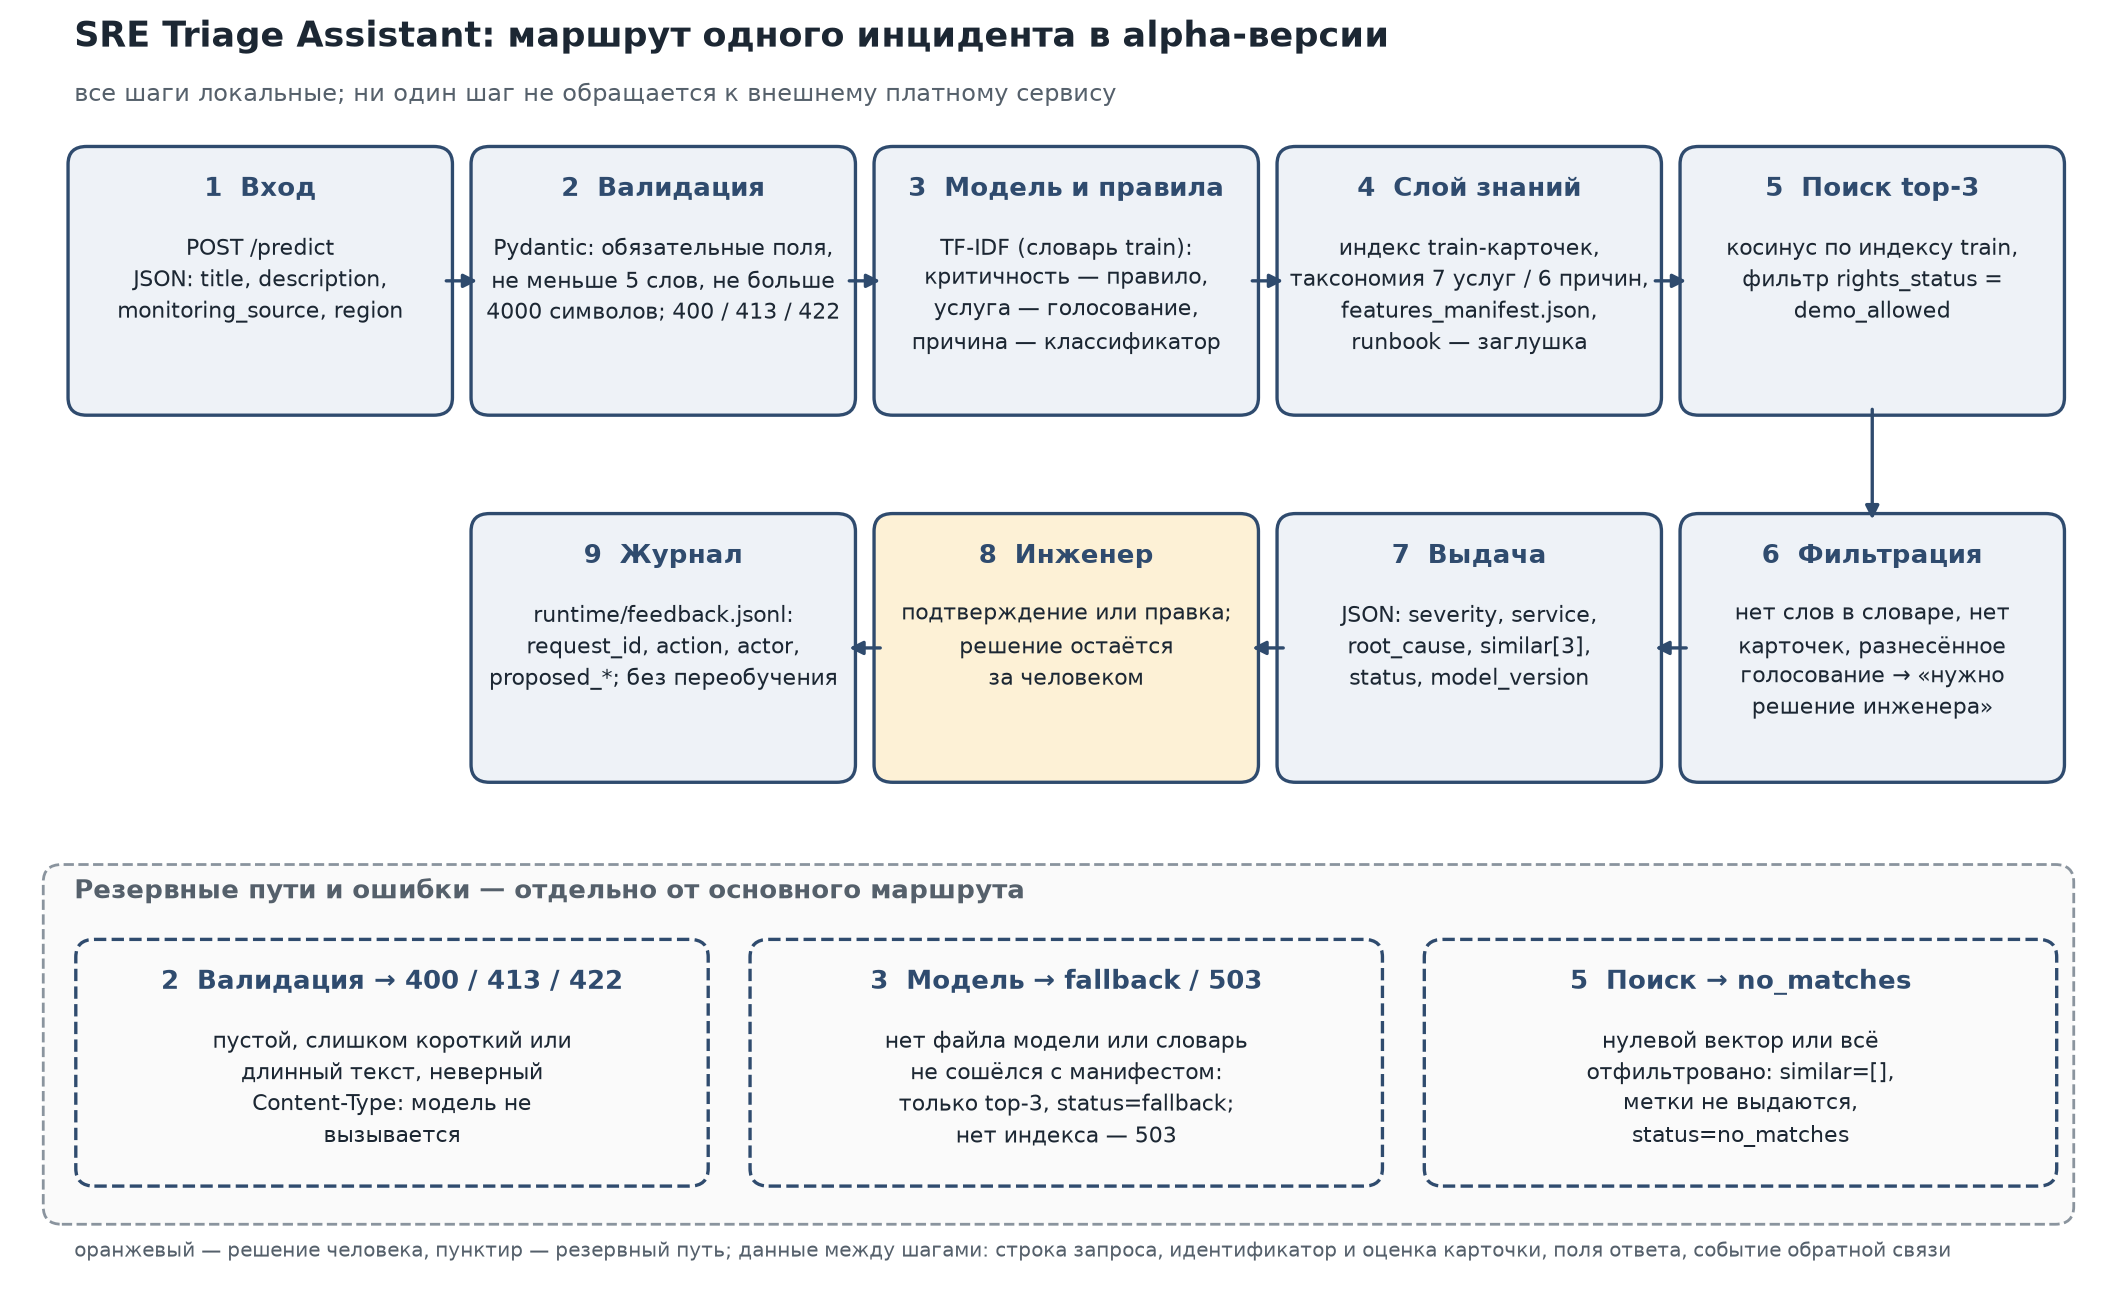 SRE Triage Assistant: маршрут одного инцидента в alpha-версии
все шаги локальные; ни один шаг не обращается к внешнему платному сервису
1 Вход
POST /predict
JSON: title, description,
monitoring_source, region
2 Валидация
Pydantic: обязательные поля,
не меньше 5 слов, не больше
4000 символов; 400 / 413 / 422
3 Модель и правила
TF-IDF (словарь train):
критичность — правило,
услуга — голосование,
причина — классификатор
4 Слой знаний
индекс train-карточек,
таксономия 7 услуг / 6 причин,
features_manifest.json,
runbook — заглушка
5 Поиск top-3
косинус по индексу train,
фильтр rights_status =
demo_allowed
6 Фильтрация
нет слов в словаре, нет
карточек, разнесённое
голосование → «нужно
решение инженера»
7 Выдача
JSON: severity, service,
root_cause, similar[3],
status, model_version
8 Инженер
подтверждение или правка;
решение остаётся
за человеком
9 Журнал
runtime/feedback.jsonl:
request_id, action, actor,
proposed_*; без переобучения
Резервные пути и ошибки — отдельно от основного маршрута
2 Валидация → 400 / 413 / 422
пустой, слишком короткий или
длинный текст, неверный
Content-Type: модель не
вызывается
3 Модель → fallback / 503
нет файла модели или словарь
не сошёлся с манифестом:
только top-3, status=fallback;
нет индекса — 503
5 Поиск → no_matches
нулевой вектор или всё
отфильтровано: similar=[],
метки не выдаются,
status=no_matches
оранжевый — решение человека, пунктир — резервный путь; данные между шагами: строка запроса, идентификатор и оценка карточки, поля ответа, событие обратной связи